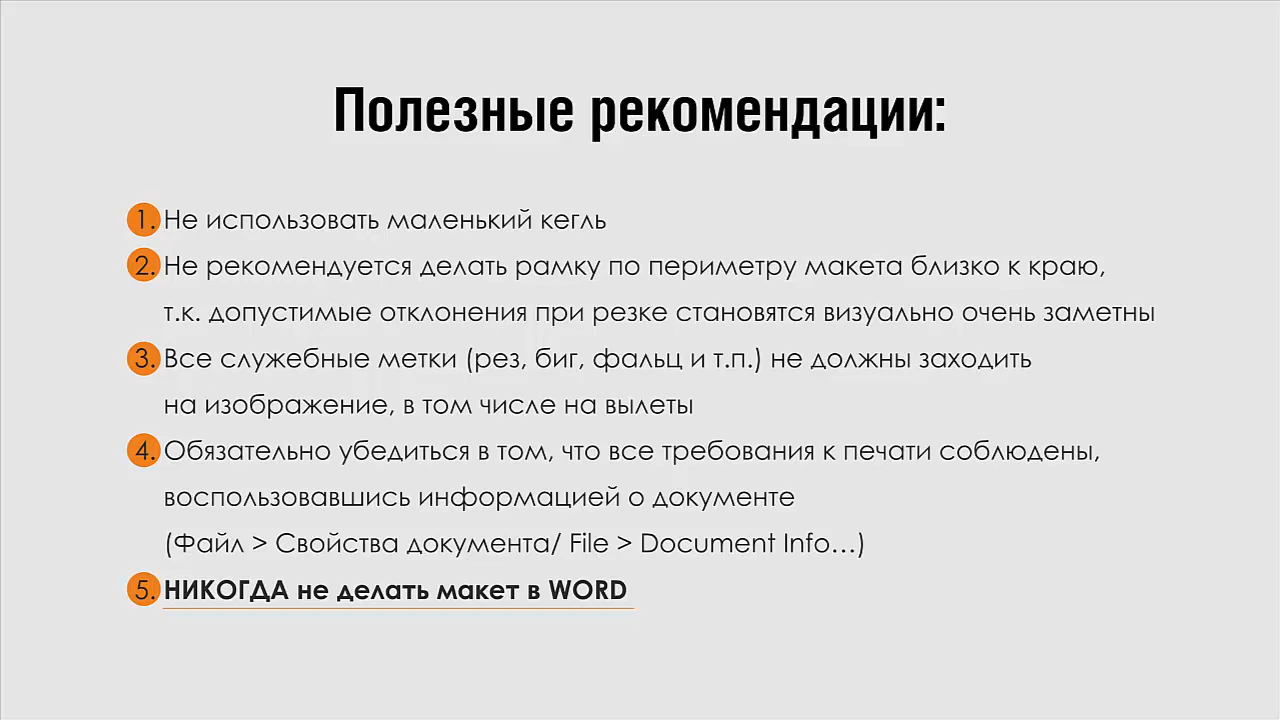 Полезные рекомендации:
1. Не использовать маленький кегль
2. Не рекомендуется делать рамку по периметру макета близко к краю,
т.к. допустимые отклонения при резке становятся визуально очень заметны
3. Все служебные метки (рез, биг, фальц и т.п.) не должны заходить
на изображение, в том числе на вылеты
4. Обязательно убедиться в том, что все требования к печати соблюдены,
воспользовавшись информацией о документе
(Файл > Свойства документа/ File > Document Info...)
5. НИКОГДА не делать макет в WORD